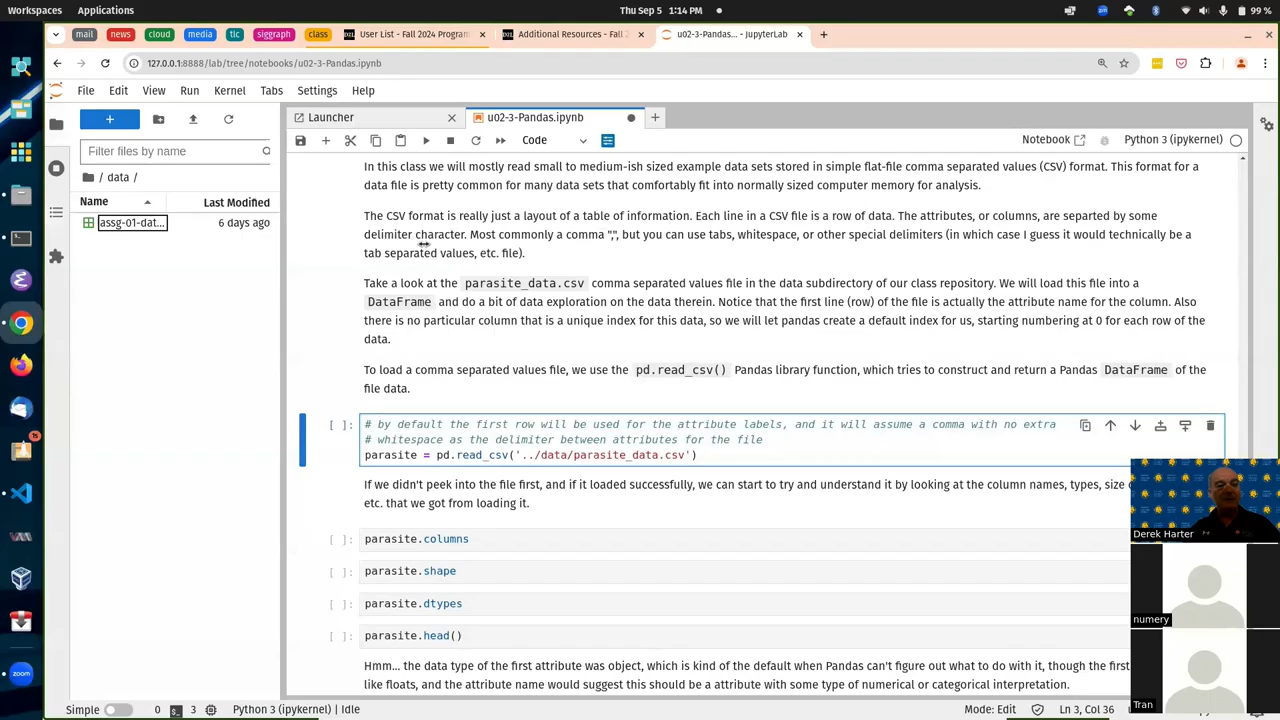 Workspaces Applications Thu Sep 5 1:14 PM 99 %
mail news cloud media tlc siggraph class User List - Fall 2024 Program Additional Resources - Fall 2 u02-3-Pandas... - JupyterLab
127.0.0.1:8888/lab/tree/notebooks/u02-3-Pandas.ipynb
File Edit View Run Kernel Tabs Settings Help
Launcher u02-3-Pandas.ipynb
Code Notebook Python 3 (ipykernel)
Filter files by name
/ data /
Name Last Modified
assg-01-dat... 6 days ago
In this class we will mostly read small to medium-ish sized example data sets stored in simple flat-file comma separated values (CSV) format. This format for a
data file is pretty common for many data sets that comfortably fit into normally sized computer memory for analysis.
The CSV format is really just a layout of a table of information. Each line in a CSV file is a row of data. The attributes, or columns, are separted by some
delimiter character. Most commonly a comma ",", but you can use tabs, whitespace, or other special delimiters (in which case I guess it would technically be a
tab separated values, etc. file).
Take a look at the parasite_data.csv comma separated values file in the data subdirectory of our class repository. We will load this file into a
DataFrame and do a bit of data exploration on the data therein. Notice that the first line (row) of the file is actually the attribute name for the column. Also
there is no particular column that is a unique index for this data, so we will let pandas create a default index for us, starting numbering at 0 for each row of the
data.
To load a comma separated values file, we use the pd.read_csv() Pandas library function, which tries to construct and return a Pandas DataFrame of the
file data.
[ ]: # by default the first row will be used for the attribute labels, and it will assume a comma with no extra
# whitespace as the delimiter between attributes for the file
parasite = pd.read_csv('../data/parasite_data.csv')
If we didn't peek into the file first, and if it loaded successfully, we can start to try and understand it by looking at the column names, types, size
etc. that we got from loading it.
[ ]: parasite.columns
[ ]: parasite.shape
[ ]: parasite.dtypes
[ ]: parasite.head()
Hmm... the data type of the first attribute was object, which is kind of the default when Pandas can't figure out what to do with it, though the first
like floats, and the attribute name would suggest this should be a attribute with some type of numerical or categorical interpretation.
Derek Harter
numery
Tran
Simple 0 3 Python 3 (ipykernel) | Idle Mode: Edit Ln 3, Col 36